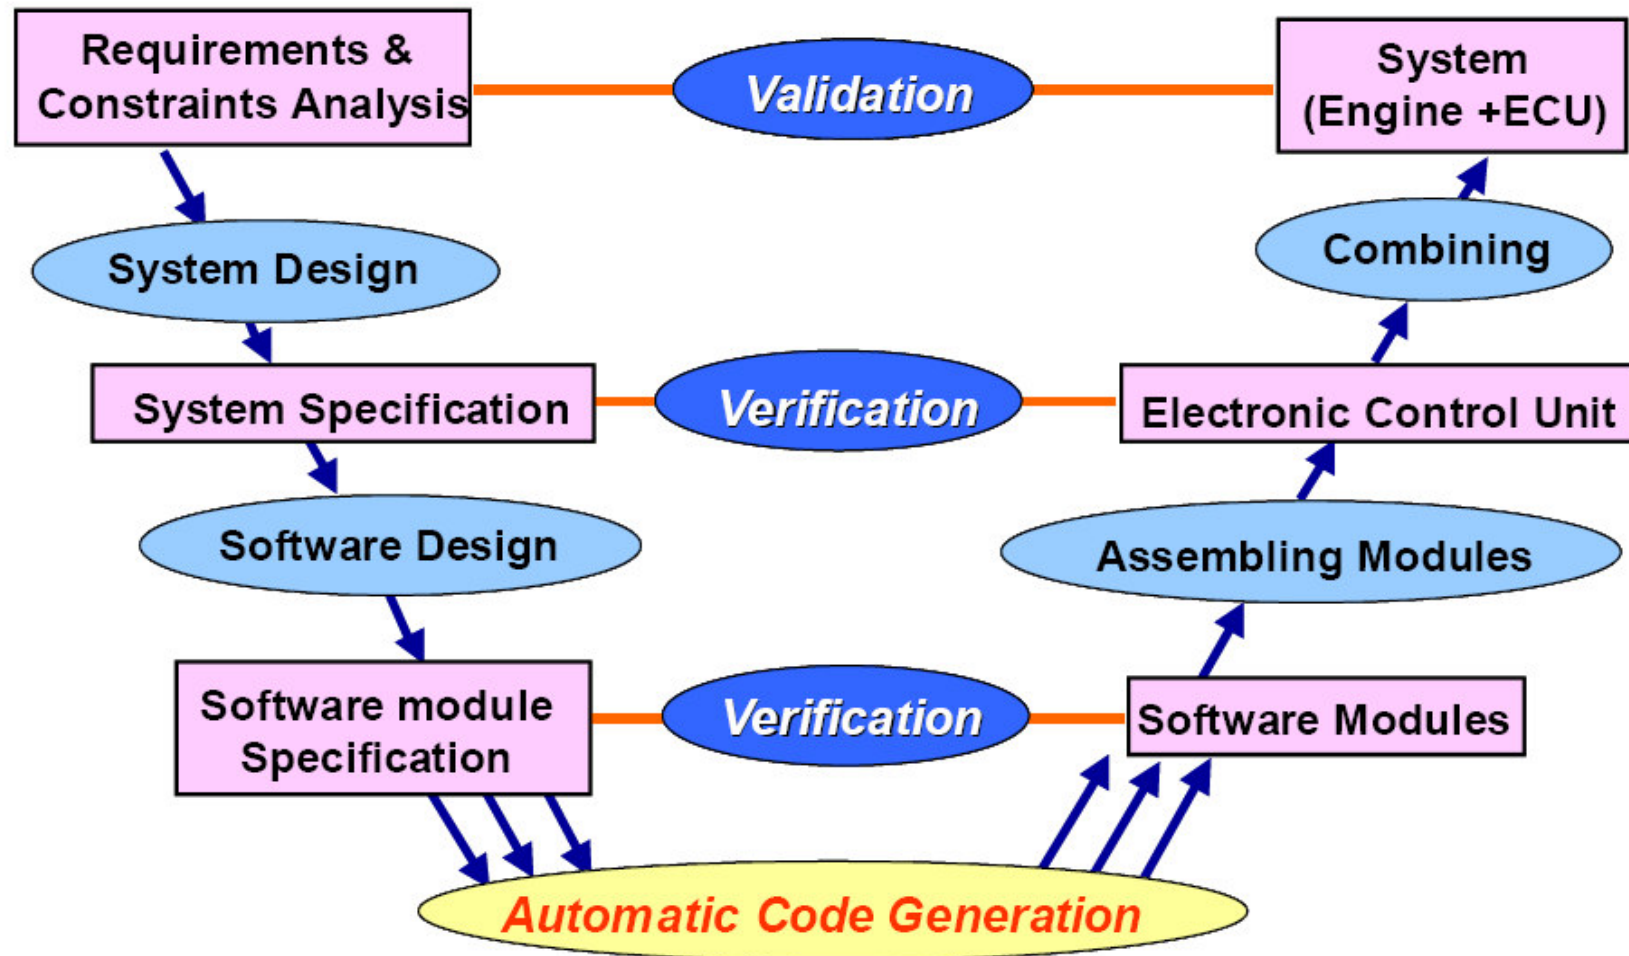 Requirements &
Constraints Analysis
Validation
System
(Engine +ECU)
System Design
Combining
System Specification
Verification
Electronic Control Unit
Software Design
Assembling Modules
Software module
Specification
Verification
Software Modules
Automatic Code Generation